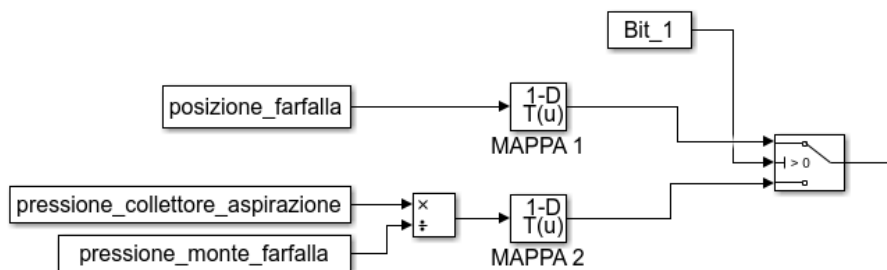 Bit_1
posizione_farfalla
1-D
T(u)
MAPPA 1
> 0
pressione_collettore_aspirazione
×
÷
1-D
T(u)
pressione_monte_farfalla
MAPPA 2